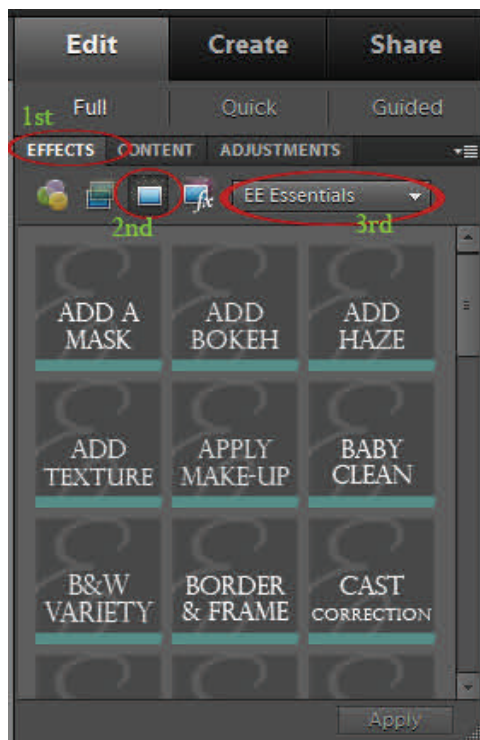 Edit Create Share
Full Quick Guided
1st
EFFECTS CONTENT ADJUSTMENTS
fx EE Essentials
2nd 3rd
ADD A ADD ADD
MASK BOKEH HAZE
ADD APPLY BABY
TEXTURE MAKE-UP CLEAN
B&W BORDER CAST
VARIETY & FRAME CORRECTION
Apply